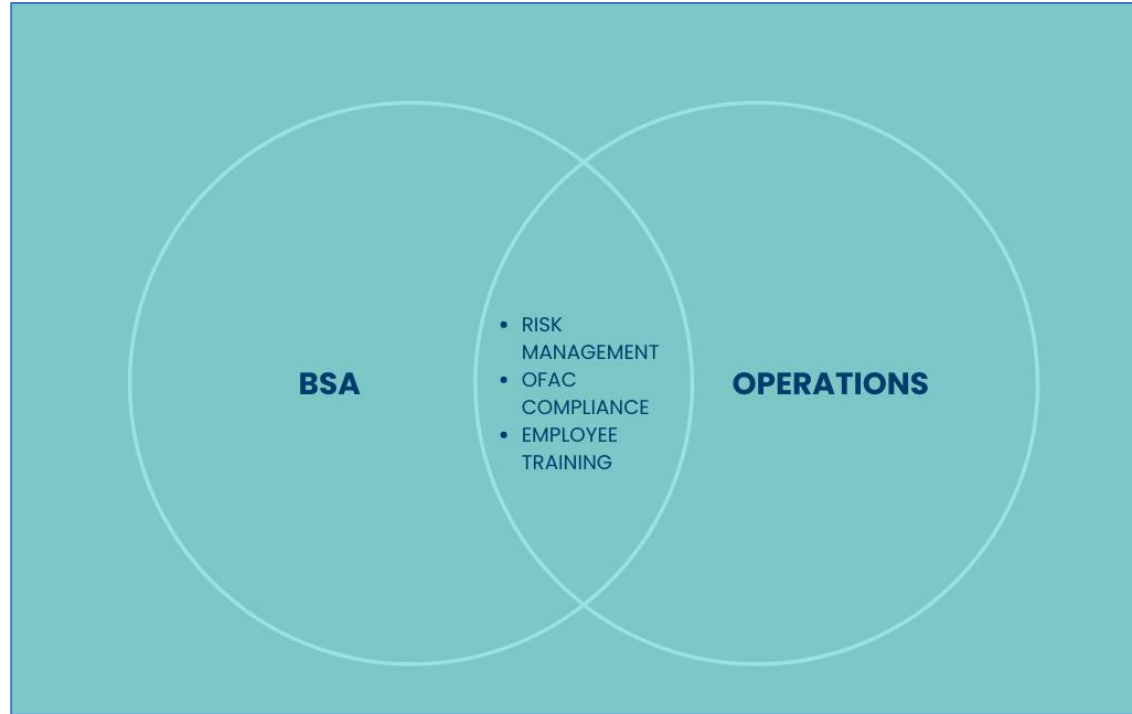 BSA
• RISK
MANAGEMENT
• OFAC
COMPLIANCE
• EMPLOYEE
TRAINING
OPERATIONS